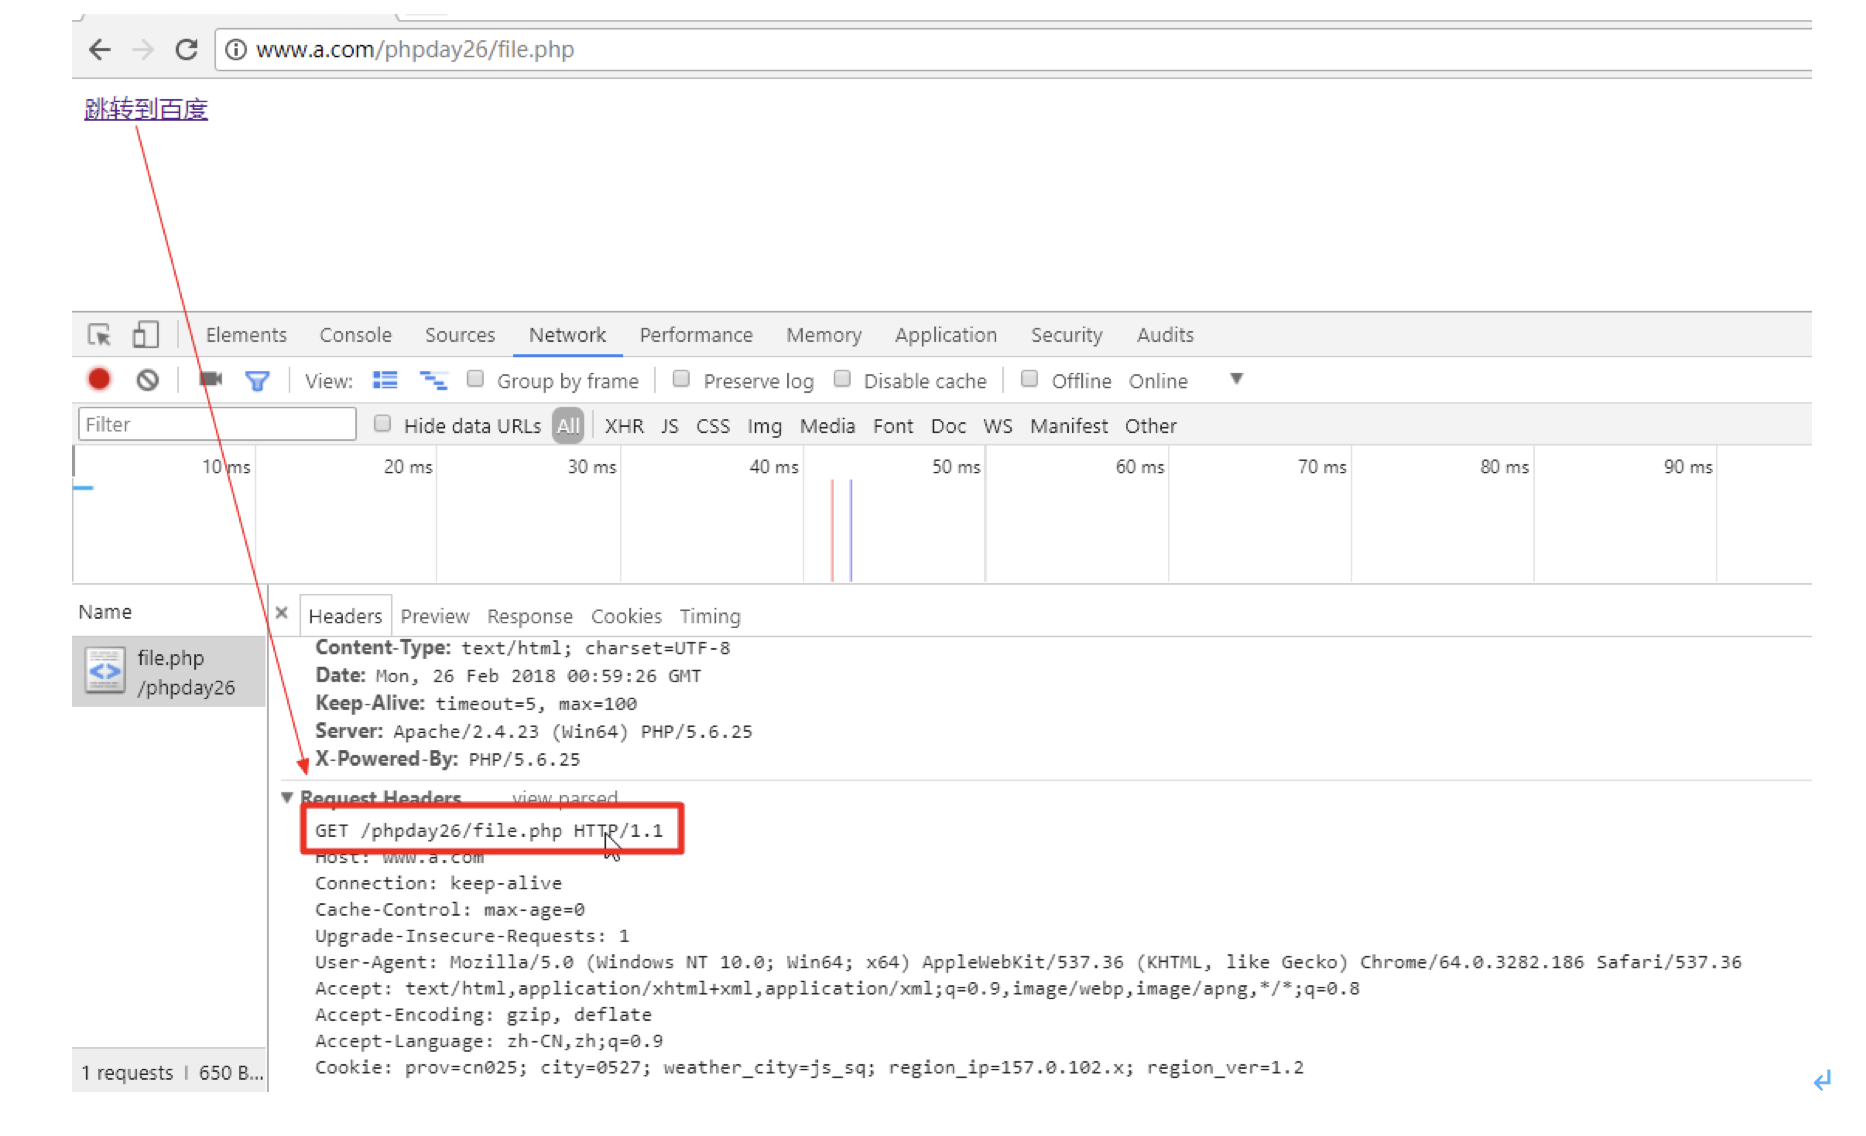 www.a.com/phpday26/file.php
跳转到百度
Elements Console Sources Network Performance Memory Application Security Audits
View: Group by frame Preserve log Disable cache Offline Online
Filter Hide data URLs All XHR JS CSS Img Media Font Doc WS Manifest Other
10 ms 20 ms 30 ms 40 ms 50 ms 60 ms 70 ms 80 ms 90 ms
Name × Headers Preview Response Cookies Timing
file.php
/phpday26
Content-Type: text/html; charset=UTF-8
Date: Mon, 26 Feb 2018 00:59:26 GMT
Keep-Alive: timeout=5, max=100
Server: Apache/2.4.23 (Win64) PHP/5.6.25
X-Powered-By: PHP/5.6.25
Request Headers view parsed
GET /phpday26/file.php HTTP/1.1
Host: www.a.com
Connection: keep-alive
Cache-Control: max-age=0
Upgrade-Insecure-Requests: 1
User-Agent: Mozilla/5.0 (Windows NT 10.0; Win64; x64) AppleWebKit/537.36 (KHTML, like Gecko) Chrome/64.0.3282.186 Safari/537.36
Accept: text/html,application/xhtml+xml,application/xml;q=0.9,image/webp,image/apng,*/*;q=0.8
Accept-Encoding: gzip, deflate
Accept-Language: zh-CN,zh;q=0.9
Cookie: prov=cn025; city=0527; weather_city=js_sq; region_ip=157.0.102.x; region_ver=1.2
1 requests | 650 B...